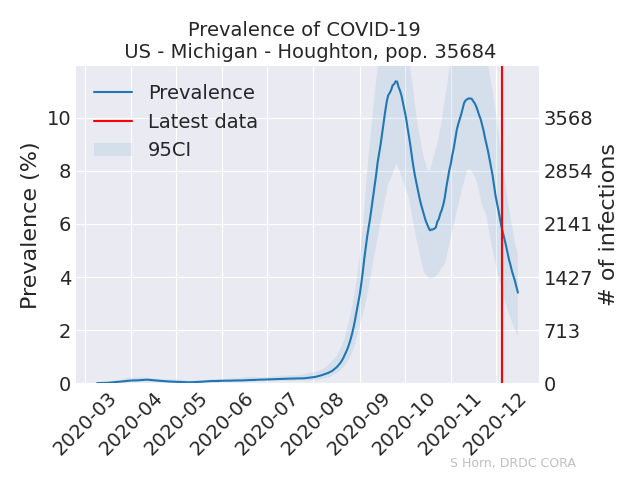 Prevalence of COVID-19
US - Michigan - Houghton, pop. 35684
Prevalence
Latest data
95CI
Prevalence (%)
10
8
6
4
2
0
3568
2854
2141
1427
713
0
# of infections
2020-03
2020-04
2020-05
2020-06
2020-07
2020-08
2020-09
2020-10
2020-11
2020-12
S Horn, DRDC CORA